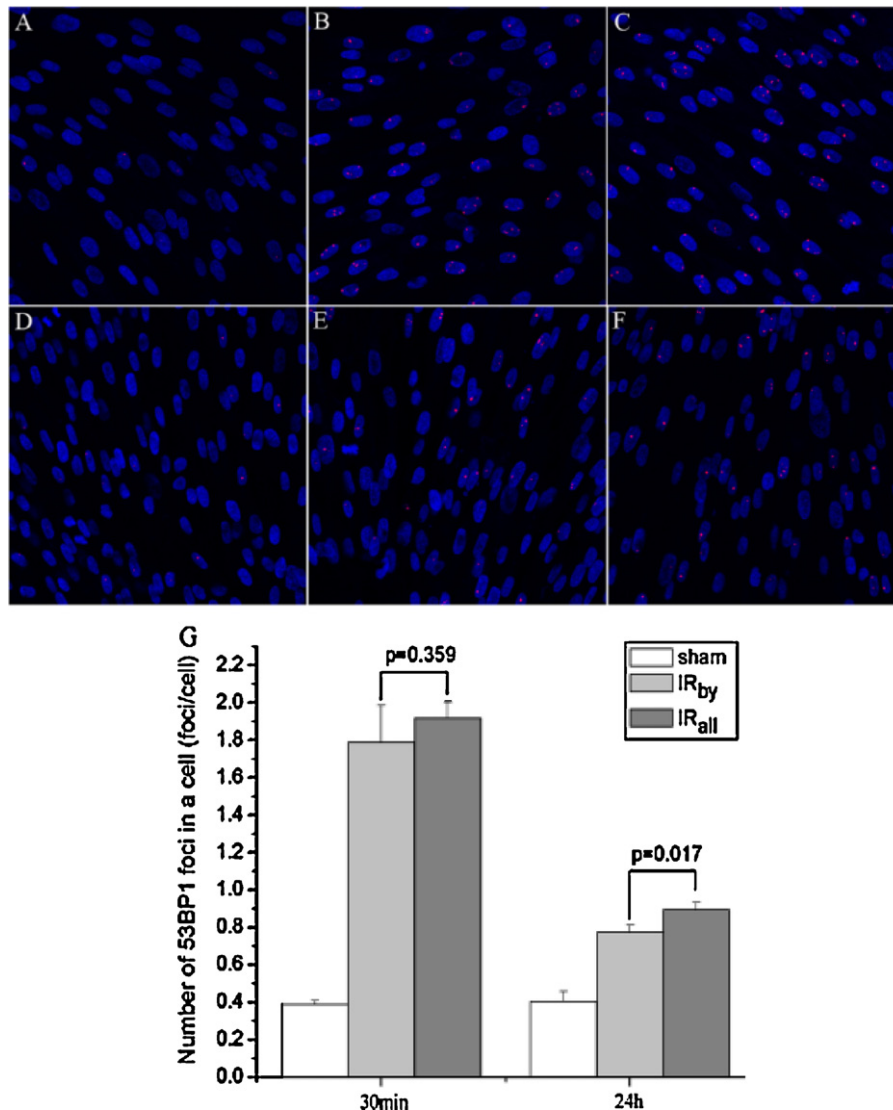 A
B
C
D
E
F
G
Number of 53BP1 foci in a cell (foci/cell)
2.2
2.0
1.8
1.6
1.4
1.2
1.0
0.8
0.6
0.4
0.2
0.0
p=0.359
p=0.017
sham
IRby
IRall
30min
24h